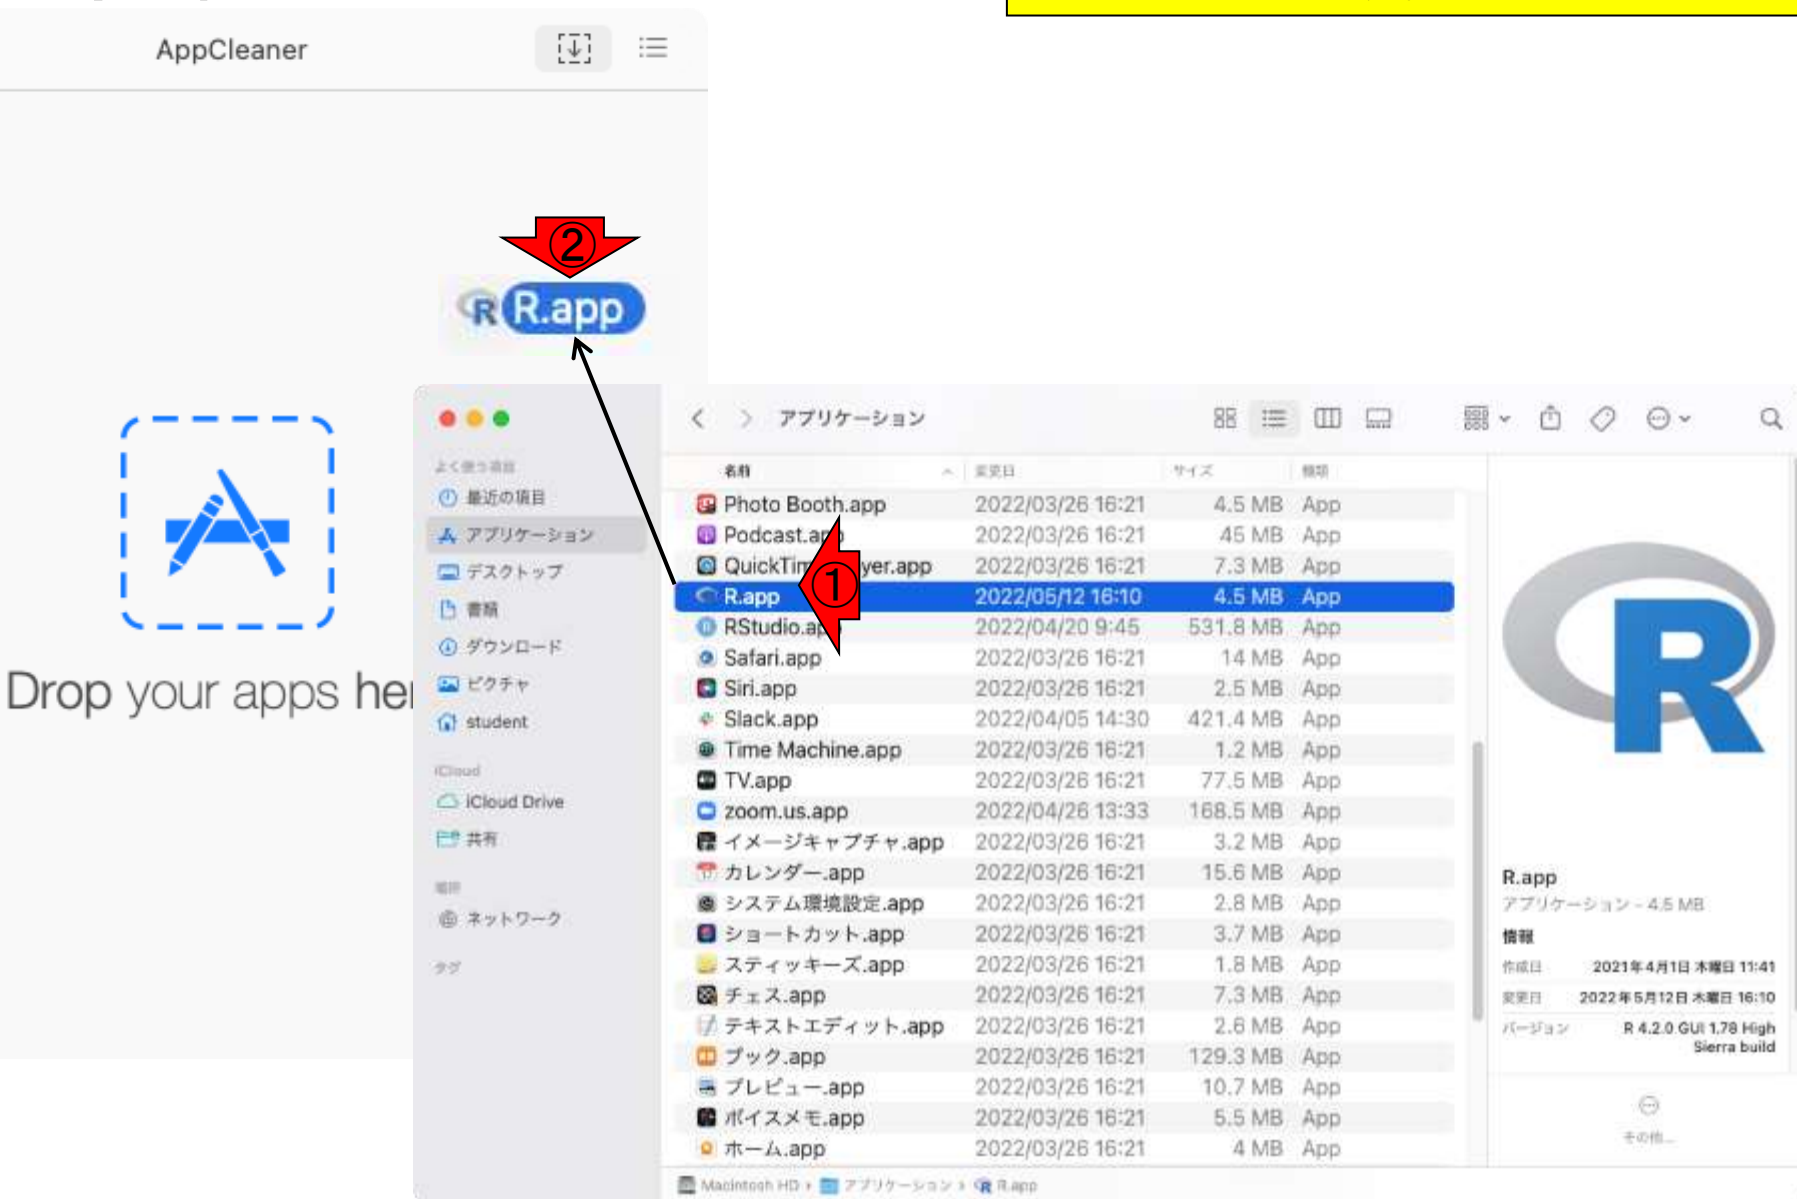 AppCleaner
②
R.app
Drop your apps her
アプリケーション
よく使う項目
最近の項目
アプリケーション
デスクトップ
書類
ダウンロード
ピクチャ
student
iCloud
iCloud Drive
共有
場所
ネットワーク
タグ
名前 変更日 サイズ 種類
Photo Booth.app 2022/03/26 16:21 4.5 MB App
Podcast.app 2022/03/26 16:21 45 MB App
QuickTim yer.app 2022/03/26 16:21 7.3 MB App
R.app 2022/05/12 16:10 4.5 MB App
①
RStudio.app 2022/04/20 9:45 531.8 MB App
Safari.app 2022/03/26 16:21 14 MB App
Siri.app 2022/03/26 16:21 2.5 MB App
Slack.app 2022/04/05 14:30 421.4 MB App
Time Machine.app 2022/03/26 16:21 1.2 MB App
TV.app 2022/03/26 16:21 77.5 MB App
zoom.us.app 2022/04/26 13:33 168.5 MB App
イメージキャプチャ.app 2022/03/26 16:21 3.2 MB App
カレンダー.app 2022/03/26 16:21 15.6 MB App
システム環境設定.app 2022/03/26 16:21 2.8 MB App
ショートカット.app 2022/03/26 16:21 3.7 MB App
スティッキーズ.app 2022/03/26 16:21 1.8 MB App
チェス.app 2022/03/26 16:21 7.3 MB App
テキストエディット.app 2022/03/26 16:21 2.6 MB App
ブック.app 2022/03/26 16:21 129.3 MB App
プレビュー.app 2022/03/26 16:21 10.7 MB App
ボイスメモ.app 2022/03/26 16:21 5.5 MB App
ホーム.app 2022/03/26 16:21 4 MB App
R.app
アプリケーション - 4.5 MB
情報
作成日 2021年4月1日 木曜日 11:41
変更日 2022年5月12日 木曜日 16:10
バージョン R 4.2.0 GUI 1.78 High
Sierra build
その他...
Macintosh HD › アプリケーション › R.app